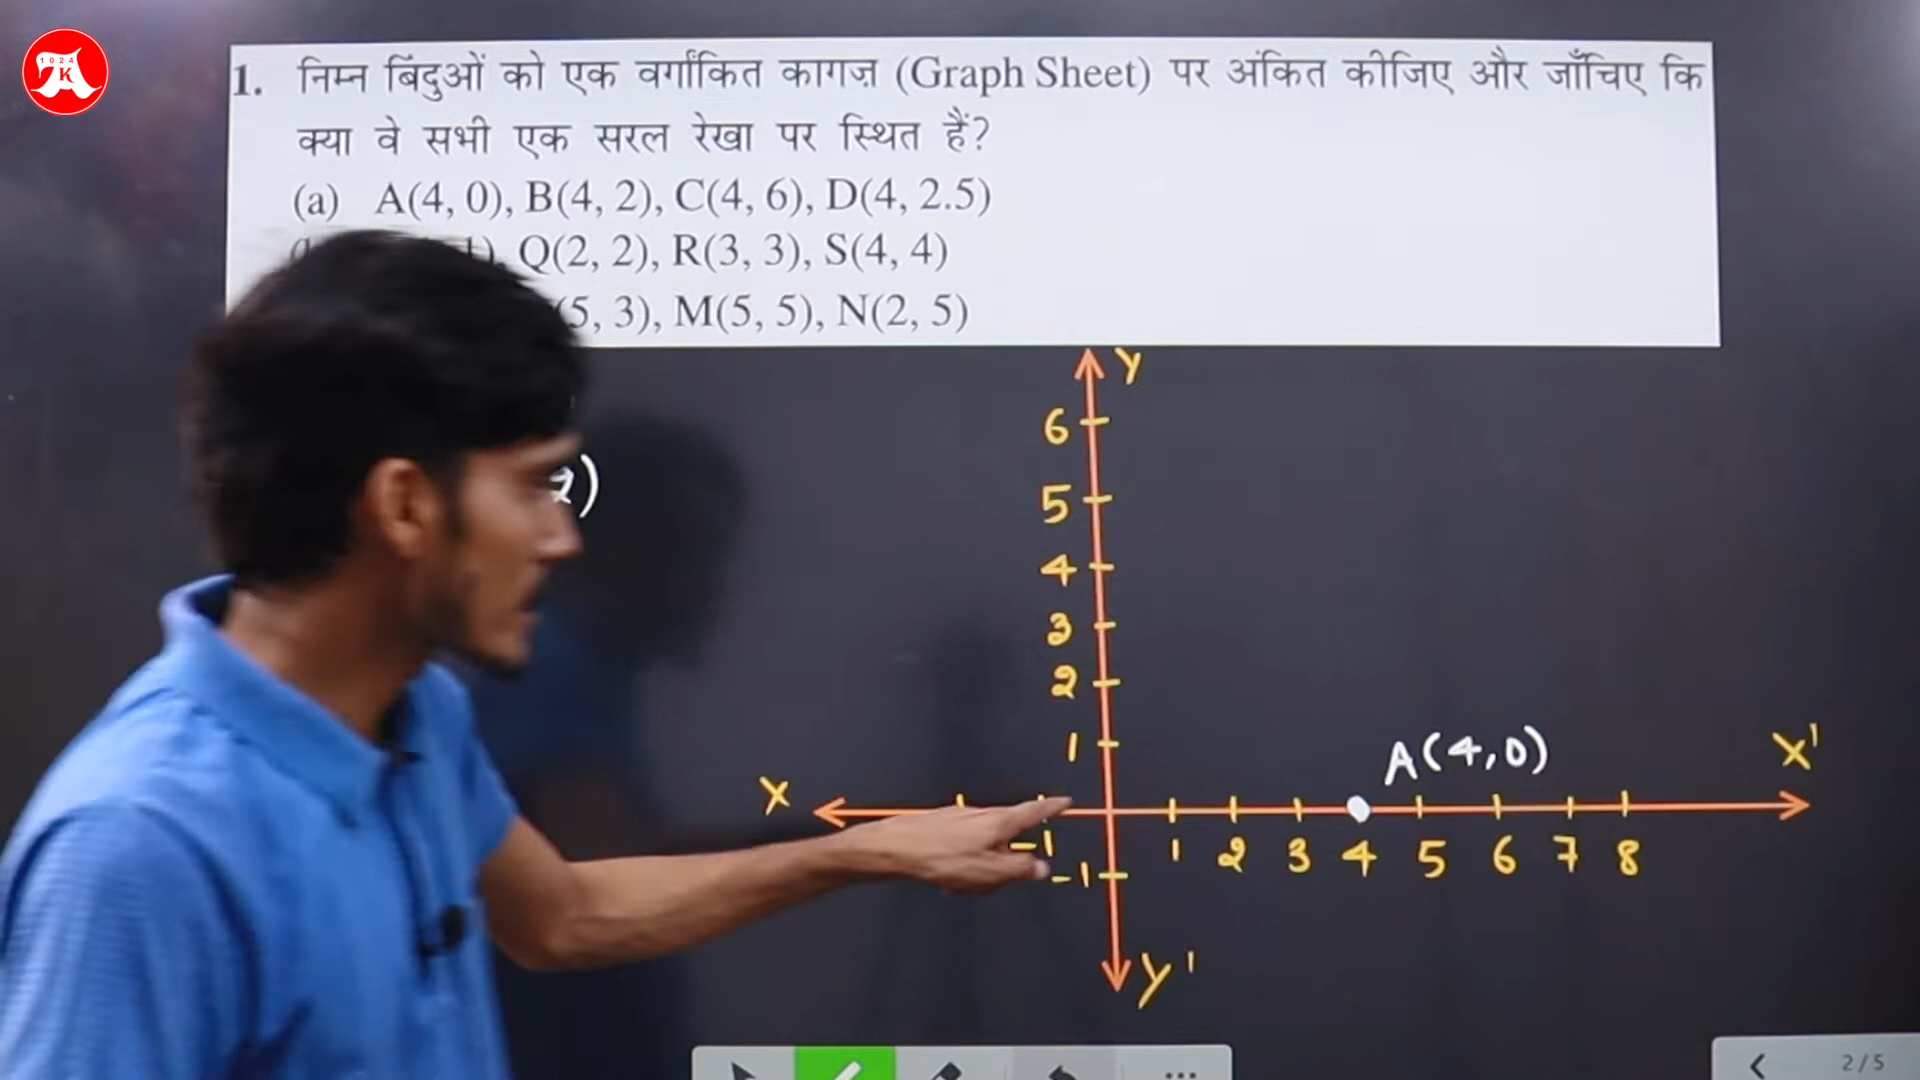 1024
K
1. निम्न बिंदुओं को एक वर्गांकित कागज़ (Graph Sheet) पर अंकित कीजिए और जाँचिए कि
क्या वे सभी एक सरल रेखा पर स्थित हैं?
(a) A(4, 0), B(4, 2), C(4, 6), D(4, 2.5)
Q(2, 2), R(3, 3), S(4, 4)
5, 3), M(5, 5), N(2, 5)
Y
6
5
4
3
2
1
A(4,0)
X
X'
-1 1 2 3 4 5 6 7 8
-1
Y'
2/5